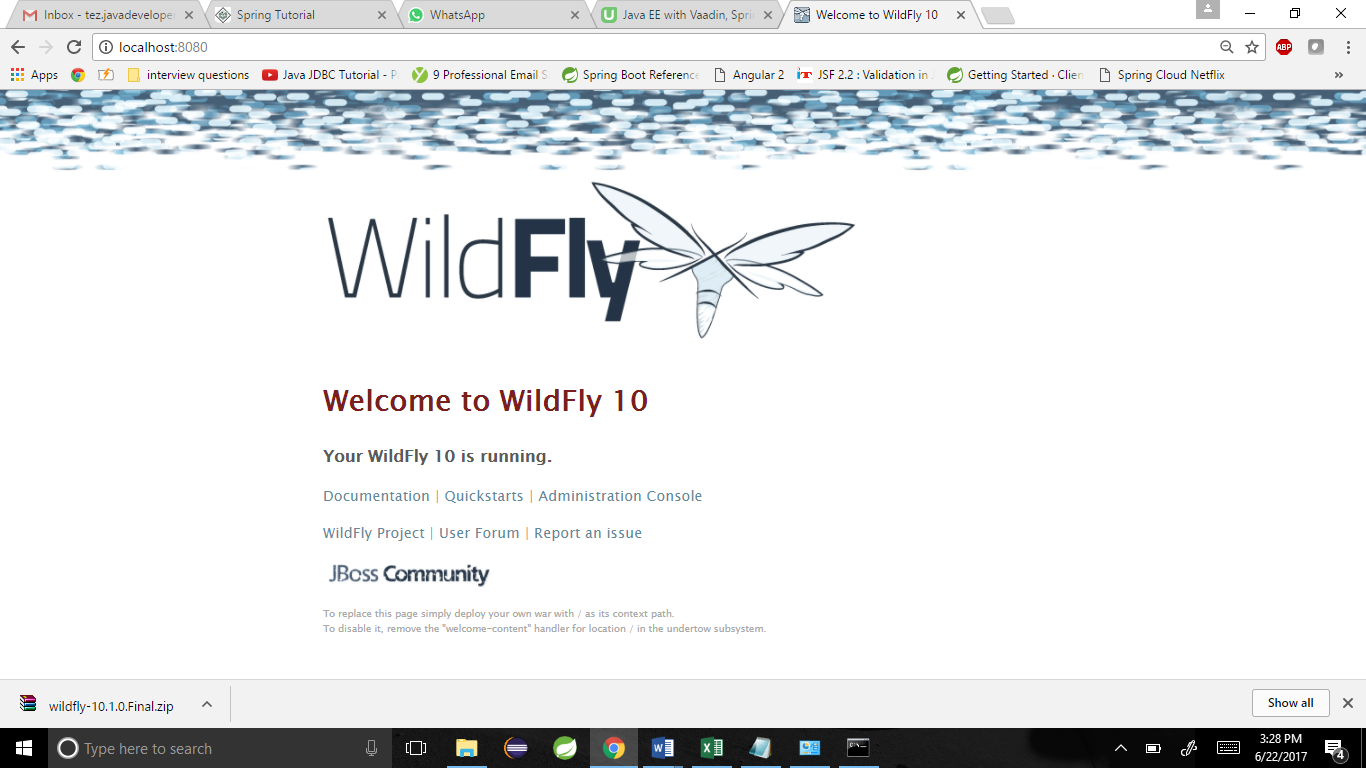 Inbox - tez.javadeveloper
Spring Tutorial
WhatsApp
Java EE with Vaadin, Spri
Welcome to WildFly 10
localhost:8080
ABP
Apps
interview questions
Java JDBC Tutorial - P
9 Professional Email S
Spring Boot Reference
Angular 2
JSF 2.2 : Validation in
Getting Started · Clien
Spring Cloud Netflix
»
WildFly
Welcome to WildFly 10
Your WildFly 10 is running.
Documentation | Quickstarts | Administration Console
WildFly Project | User Forum | Report an issue
JBoss Community
To replace this page simply deploy your own war with / as its context path.
To disable it, remove the "welcome-content" handler for location / in the undertow subsystem.
wildfly-10.1.0.Final.zip
Show all
Type here to search
3:28 PM
6/22/2017
4